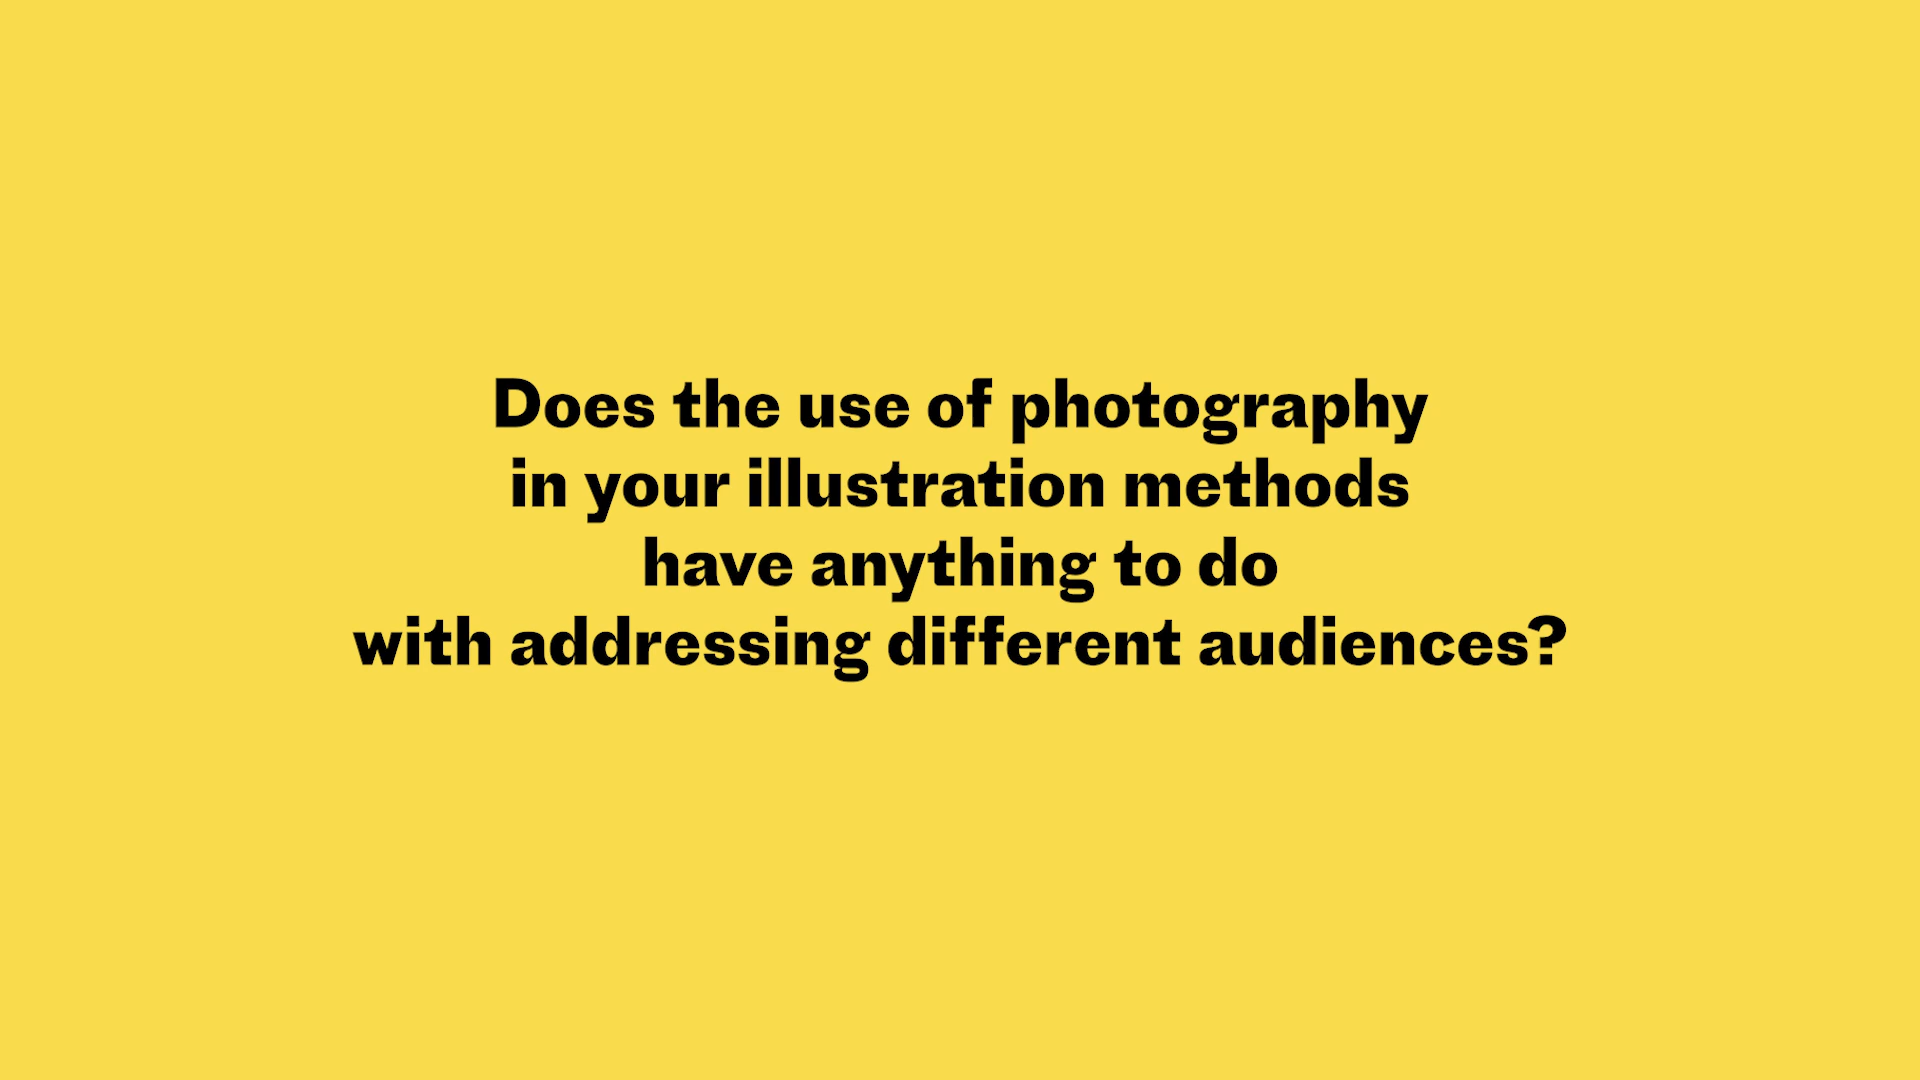 Does the use of photography
in your illustration methods
have anything to do
with addressing different audiences?